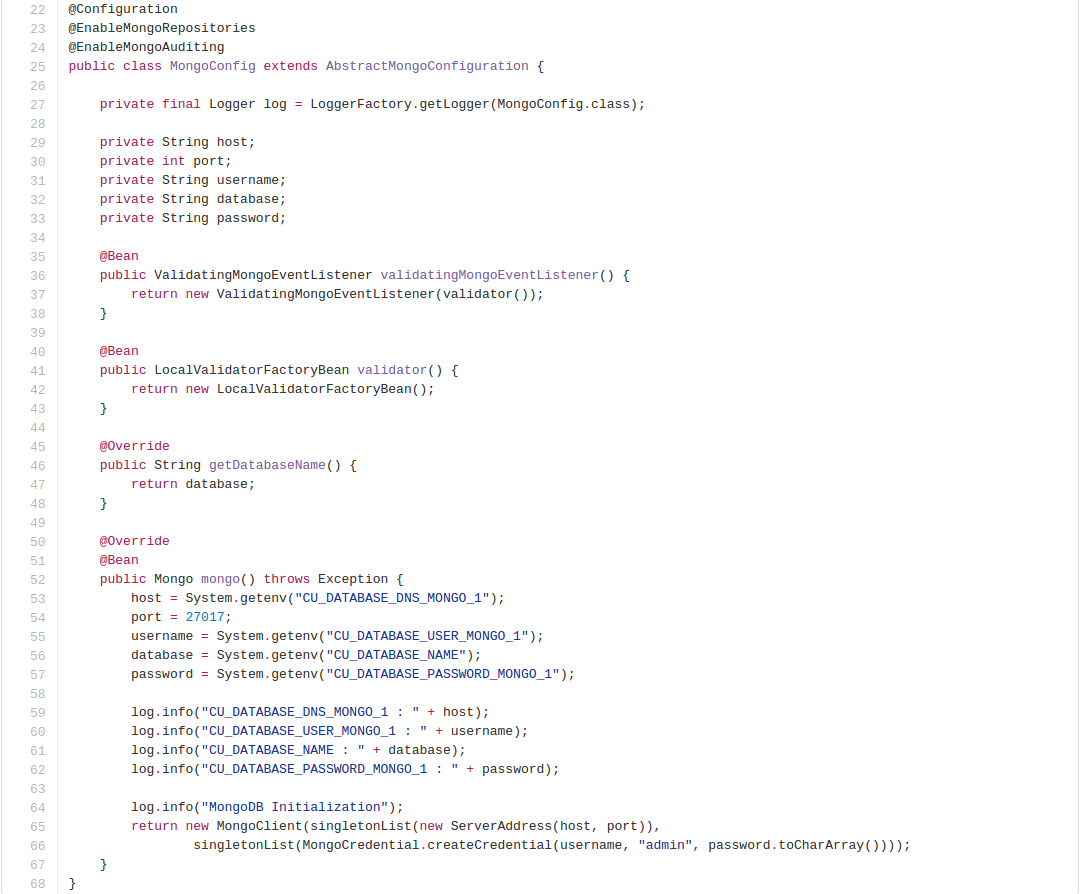 22 @Configuration
23 @EnableMongoRepositories
24 @EnableMongoAuditing
25 public class MongoConfig extends AbstractMongoConfiguration {
26
27     private final Logger log = LoggerFactory.getLogger(MongoConfig.class);
28
29     private String host;
30     private int port;
31     private String username;
32     private String database;
33     private String password;
34
35     @Bean
36     public ValidatingMongoEventListener validatingMongoEventListener() {
37         return new ValidatingMongoEventListener(validator());
38     }
39
40     @Bean
41     public LocalValidatorFactoryBean validator() {
42         return new LocalValidatorFactoryBean();
43     }
44
45     @Override
46     public String getDatabaseName() {
47         return database;
48     }
49
50     @Override
51     @Bean
52     public Mongo mongo() throws Exception {
53         host = System.getenv("CU_DATABASE_DNS_MONGO_1");
54         port = 27017;
55         username = System.getenv("CU_DATABASE_USER_MONGO_1");
56         database = System.getenv("CU_DATABASE_NAME");
57         password = System.getenv("CU_DATABASE_PASSWORD_MONGO_1");
58
59         log.info("CU_DATABASE_DNS_MONGO_1 : " + host);
60         log.info("CU_DATABASE_USER_MONGO_1 : " + username);
61         log.info("CU_DATABASE_NAME : " + database);
62         log.info("CU_DATABASE_PASSWORD_MONGO_1 : " + password);
63
64         log.info("MongoDB Initialization");
65         return new MongoClient(singletonList(new ServerAddress(host, port)),
66                 singletonList(MongoCredential.createCredential(username, "admin", password.toCharArray())));
67     }
68 }